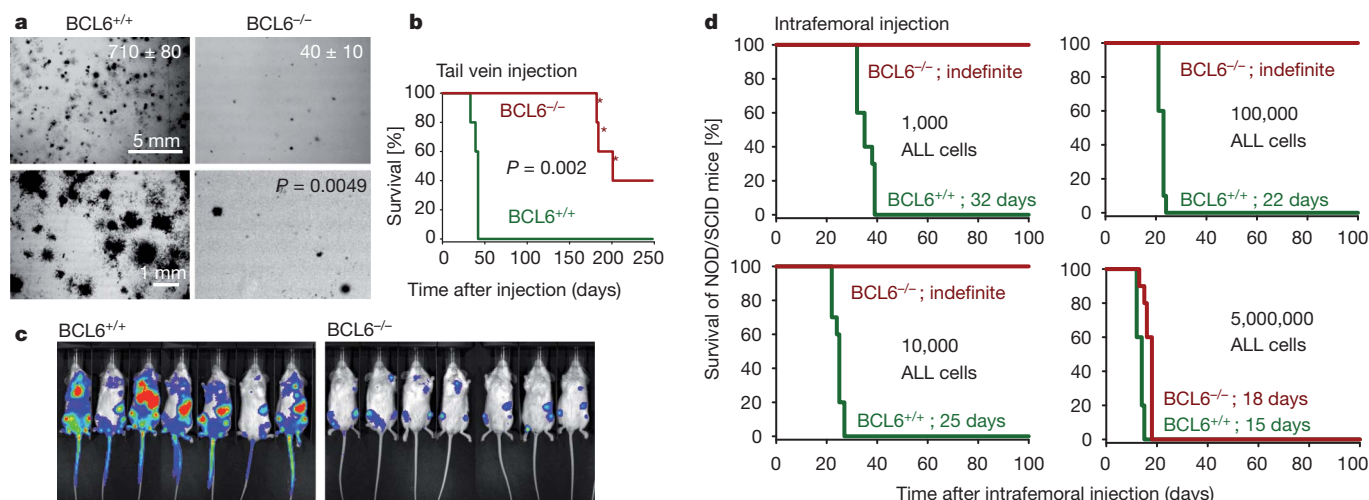 a
BCL6+/+
BCL6–/–
710 ± 80
40 ± 10
5 mm
P = 0.0049
1 mm
b
Tail vein injection
100
80
60
40
20
0
BCL6–/–
*
*
*
P = 0.002
BCL6+/+
Survival [%]
0 50 100 150 200 250
Time after injection (days)
c
BCL6+/+
BCL6–/–
d
Intrafemoral injection
Survival of NOD/SCID mice [%]
100
80
60
40
20
0
BCL6–/–; indefinite
1,000
ALL cells
BCL6+/+; 32 days
0 20 40 60 80 100
100
80
60
40
20
0
BCL6–/–; indefinite
100,000
ALL cells
BCL6+/+; 22 days
0 20 40 60 80 100
100
80
60
40
20
0
BCL6–/–; indefinite
10,000
ALL cells
BCL6+/+; 25 days
0 20 40 60 80 100
100
80
60
40
20
0
5,000,000
ALL cells
BCL6–/–; 18 days
BCL6+/+; 15 days
0 20 40 60 80 100
Time after intrafemoral injection (days)